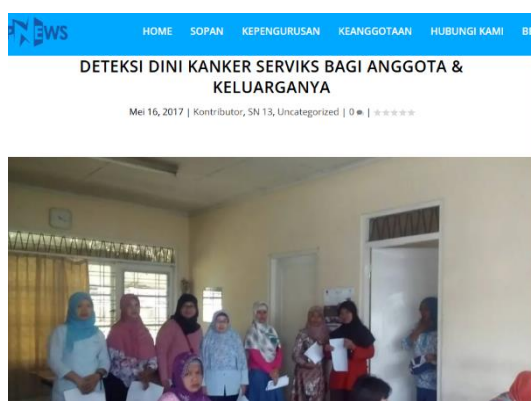 NEWS
HOME SOPAN KEPENGURUSAN KEANGGOTAAN HUBUNGI KAMI
DETEKSI DINI KANKER SERVIKS BAGI ANGGOTA &
KELUARGANYA
Mei 16, 2017 | Kontributor, SN 13, Uncategorized | 0 |